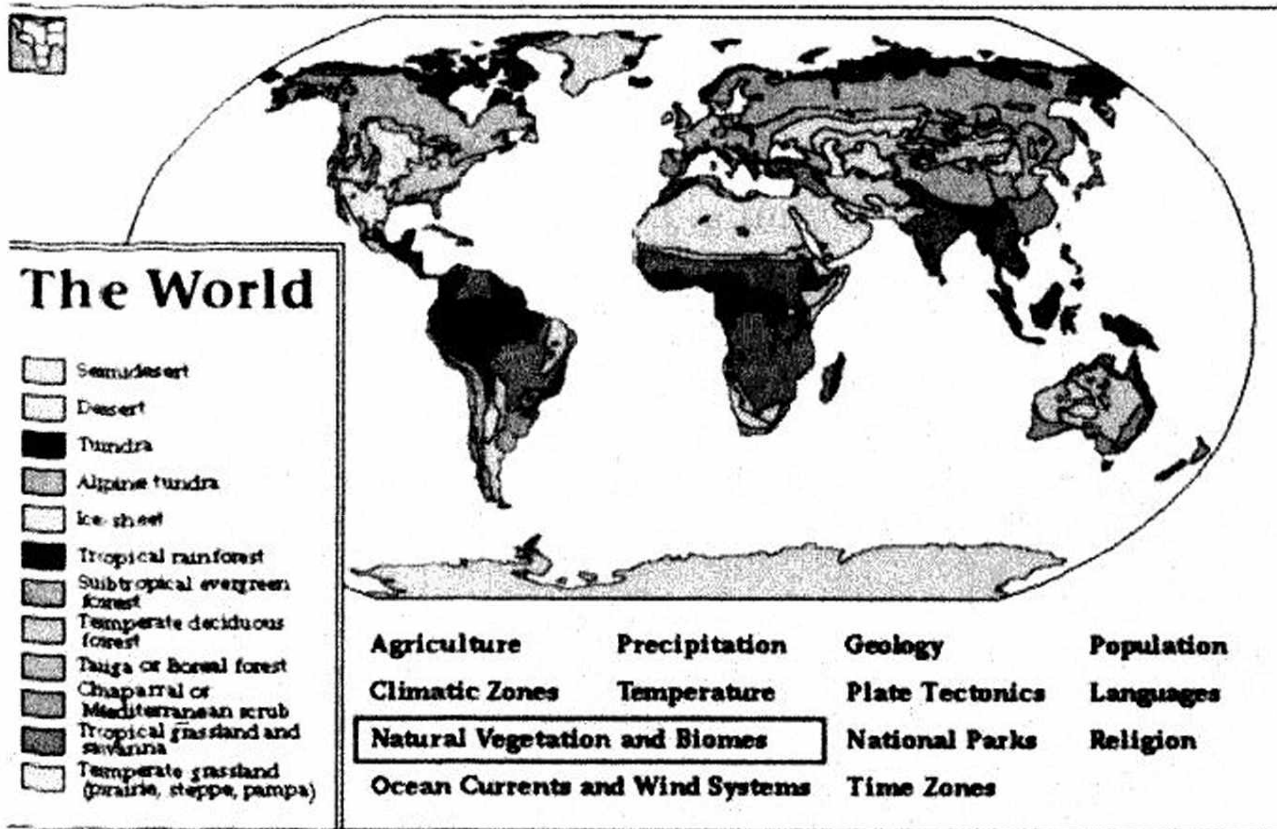 The World
Semidesert
Desert
Tundra
Alpine tundra
Ice sheet
Tropical rainforest
Subtropical evergreen
forest
Temperate deciduous
forest
Taiga or Boreal forest
Chaparral or
Mediterranean scrub
Tropical grassland and
savanna
Temperate grassland
(prairie, steppe, pampa)
Agriculture Precipitation Geology Population
Climatic Zones Temperature Plate Tectonics Languages
Natural Vegetation and Biomes National Parks Religion
Ocean Currents and Wind Systems Time Zones